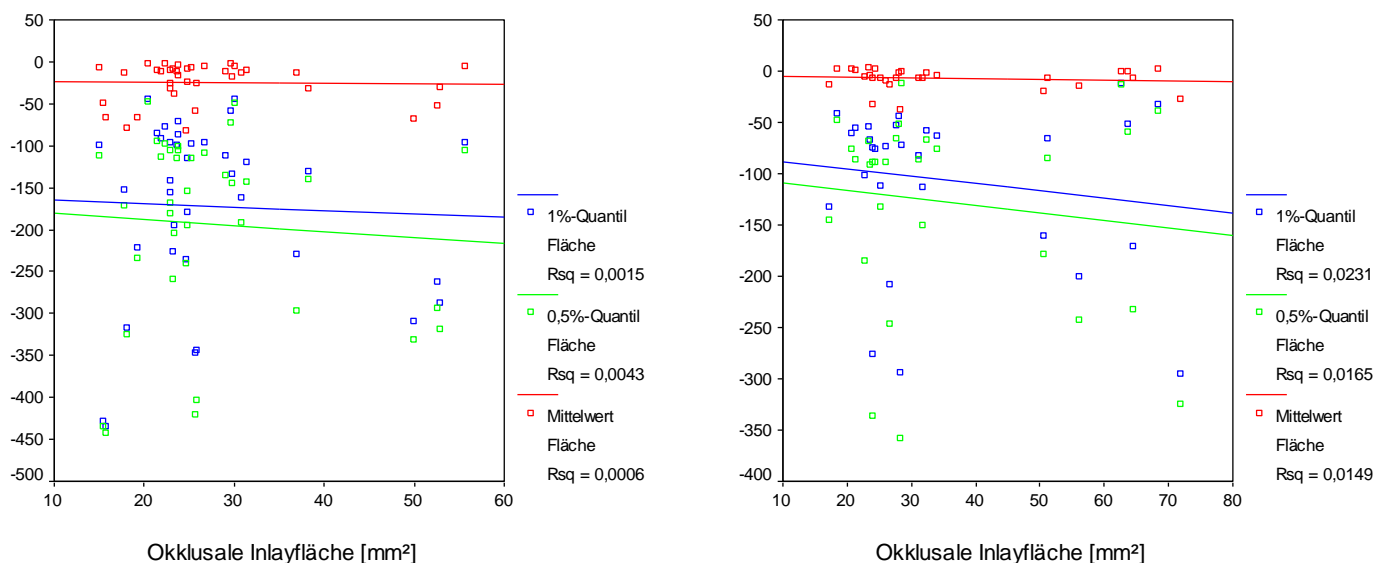 50
0
-50
-100
-150
-200
-250
-300
-350
-400
-450
-500
10
20
30
40
50
60
Okklusale Inlayfläche [mm²]
1%-Quantil
Fläche
Rsq = 0,0015
0,5%-Quantil
Fläche
Rsq = 0,0043
Mittelwert
Fläche
Rsq = 0,0006
50
0
-50
-100
-150
-200
-250
-300
-350
-400
10
20
30
40
50
60
70
80
Okklusale Inlayfläche [mm²]
1%-Quantil
Fläche
Rsq = 0,0231
0,5%-Quantil
Fläche
Rsq = 0,0165
Mittelwert
Fläche
Rsq = 0,0149